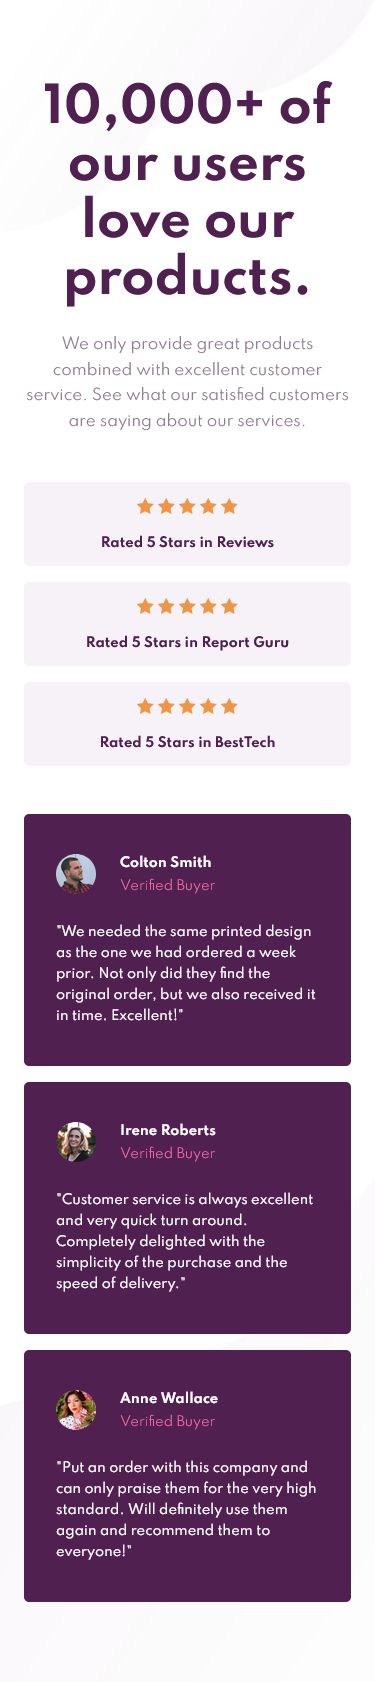 10,000+ of
our users
love our
products.
We only provide great products
combined with excellent customer
service. See what our satisfied customers
are saying about our services.
Rated 5 Stars in Reviews
Rated 5 Stars in Report Guru
Rated 5 Stars in BestTech
Colton Smith
Verified Buyer
"We needed the same printed design
as the one we had ordered a week
prior. Not only did they find the
original order, but we also received it
in time. Excellent!"
Irene Roberts
Verified Buyer
"Customer service is always excellent
and very quick turn around.
Completely delighted with the
simplicity of the purchase and the
speed of delivery."
Anne Wallace
Verified Buyer
"Put an order with this company and
can only praise them for the very high
standard. Will definitely use them
again and recommend them to
everyone!"